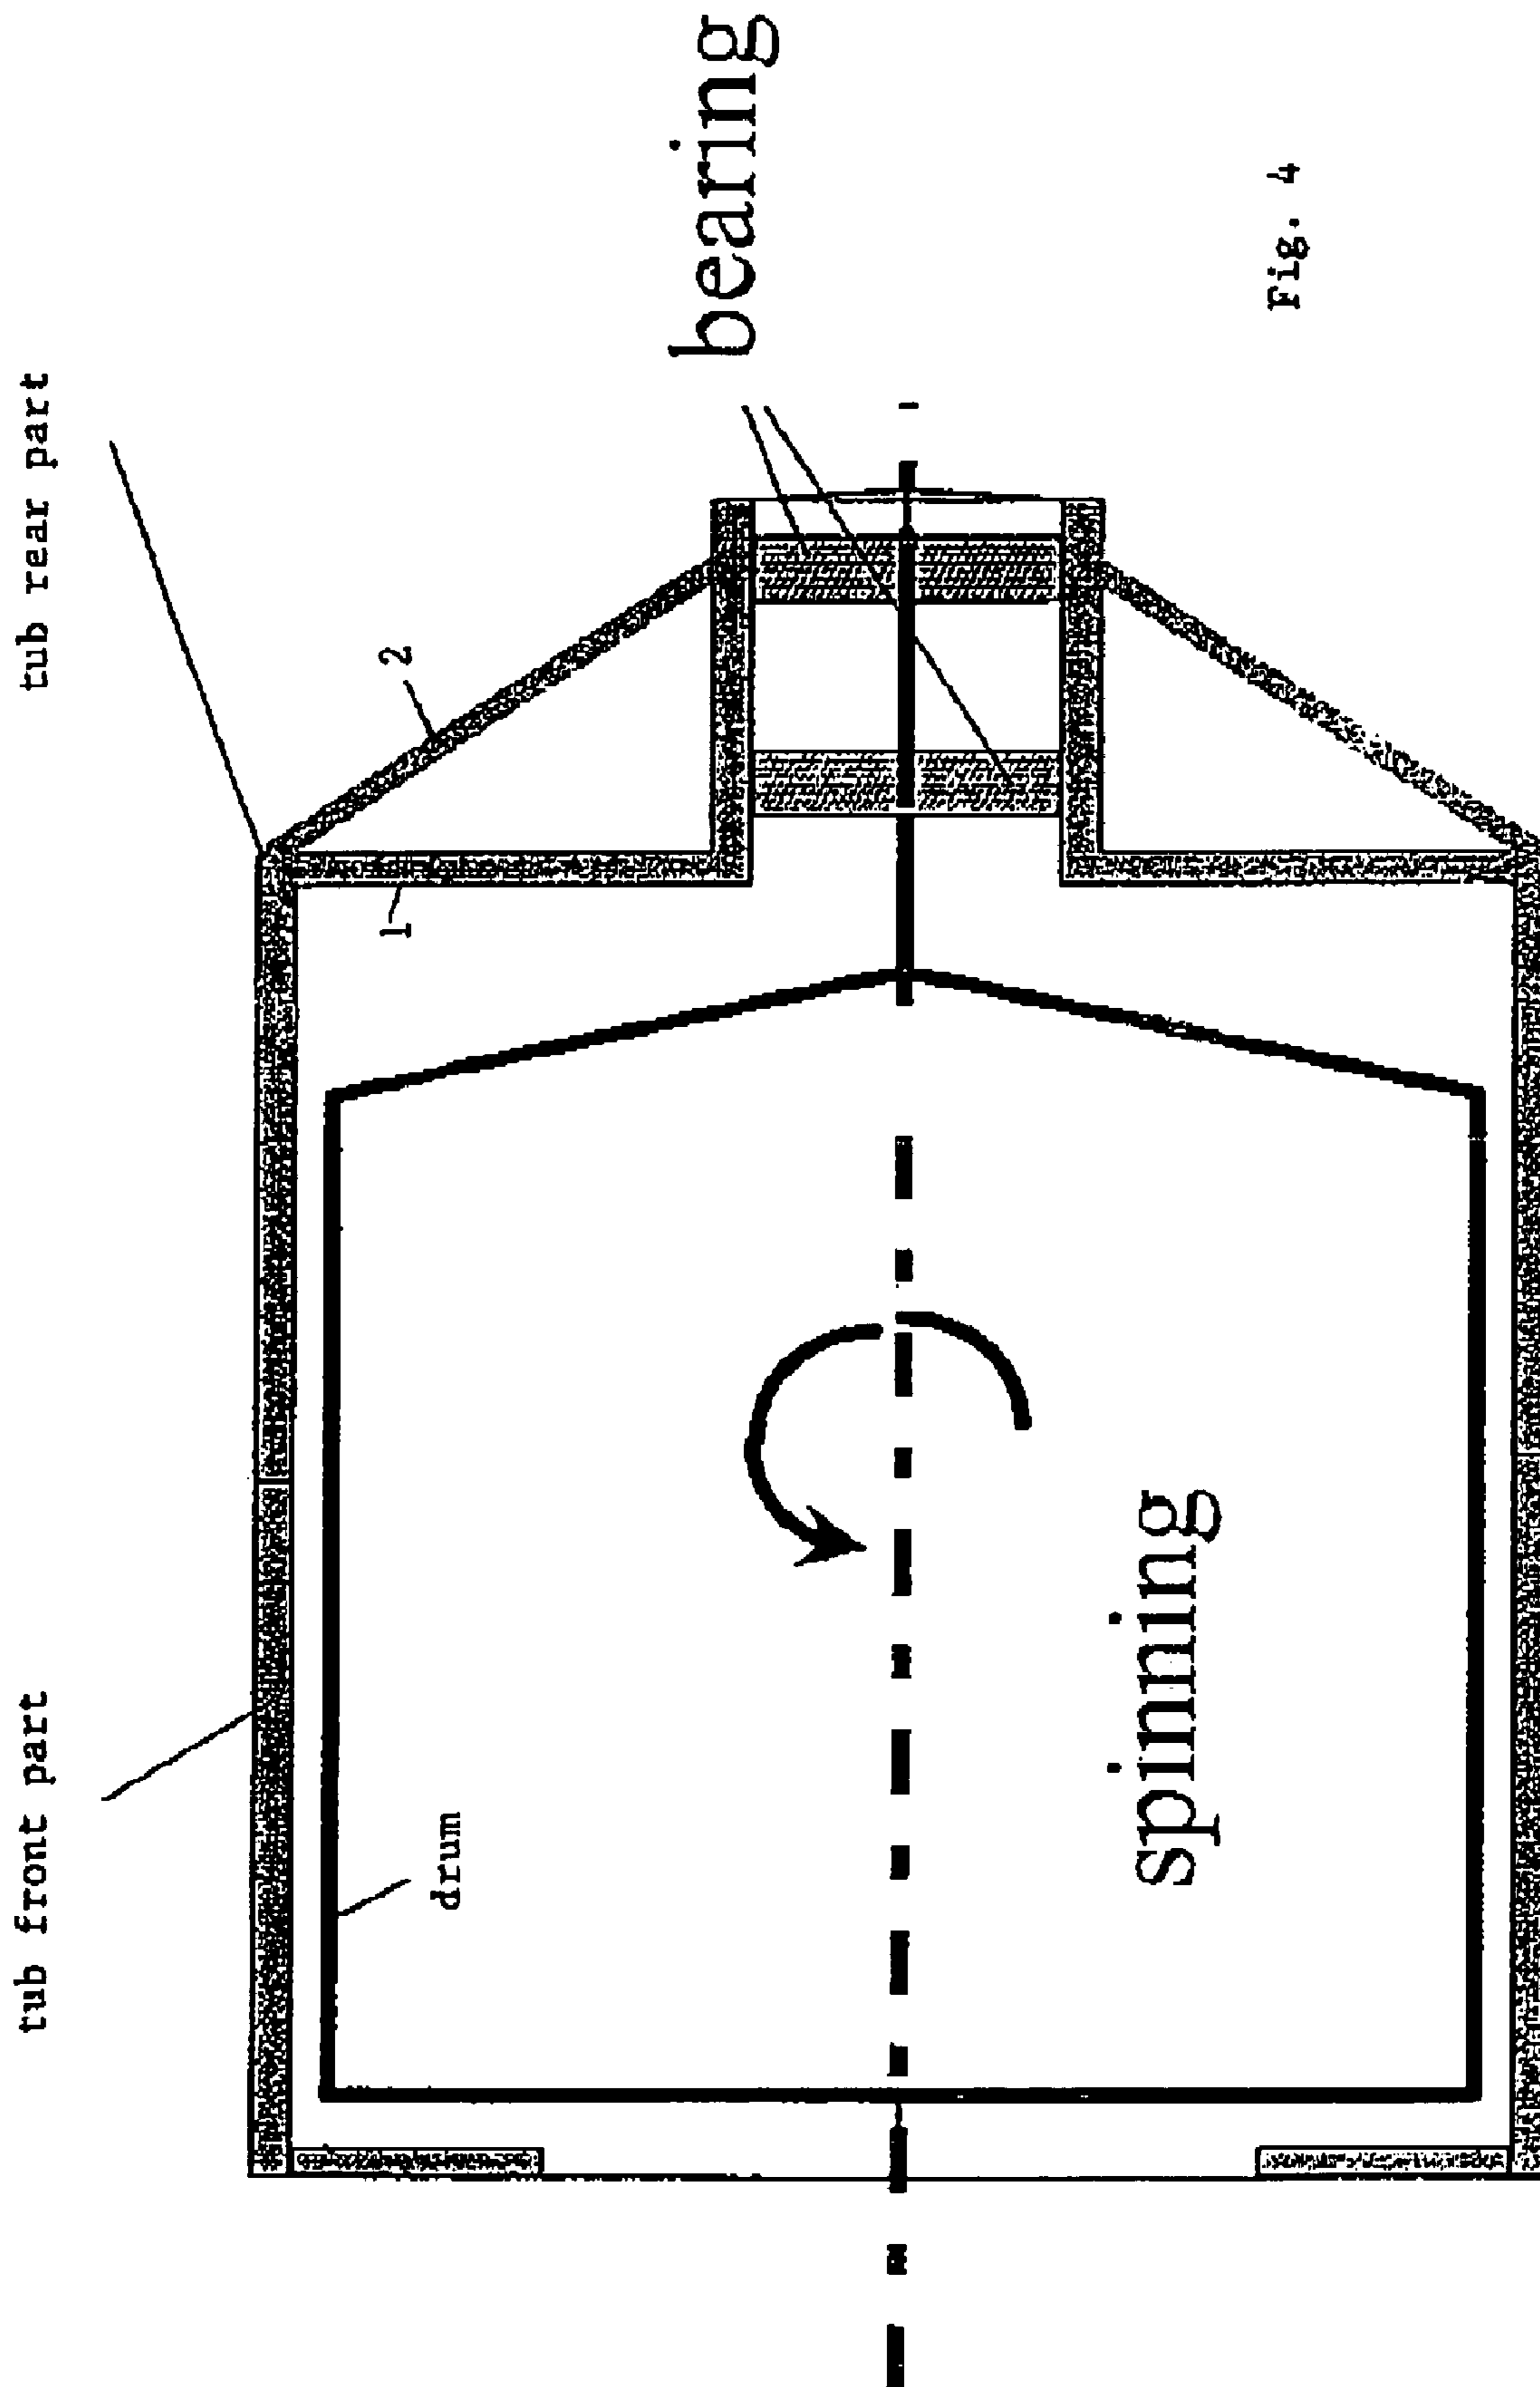 tub front part
tub rear part
drum
1
2
spinning
bearing
Fig. 4